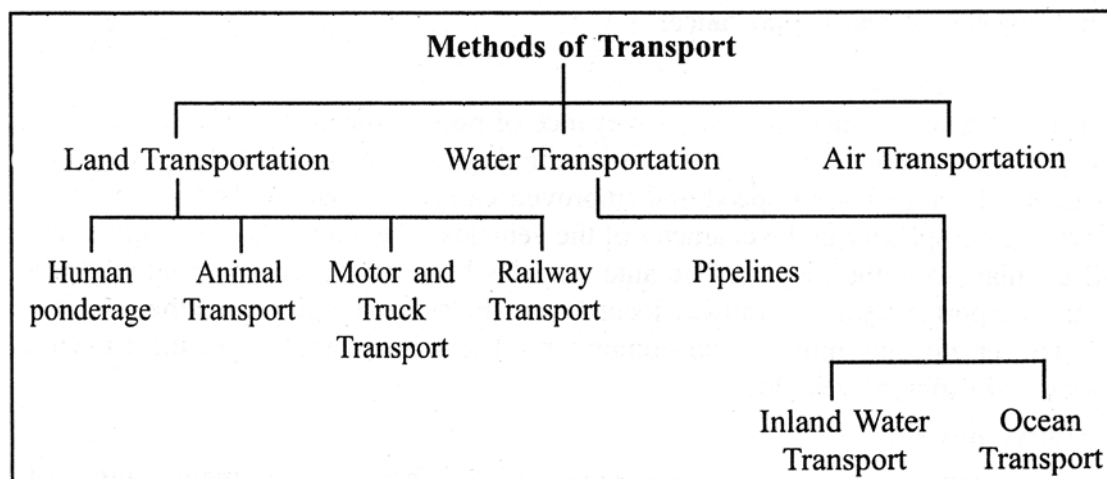 Methods of Transport
Land Transportation
Water Transportation
Air Transportation
Human
ponderage
Animal
Transport
Motor and
Truck
Transport
Railway
Transport
Pipelines
Inland Water
Transport
Ocean
Transport